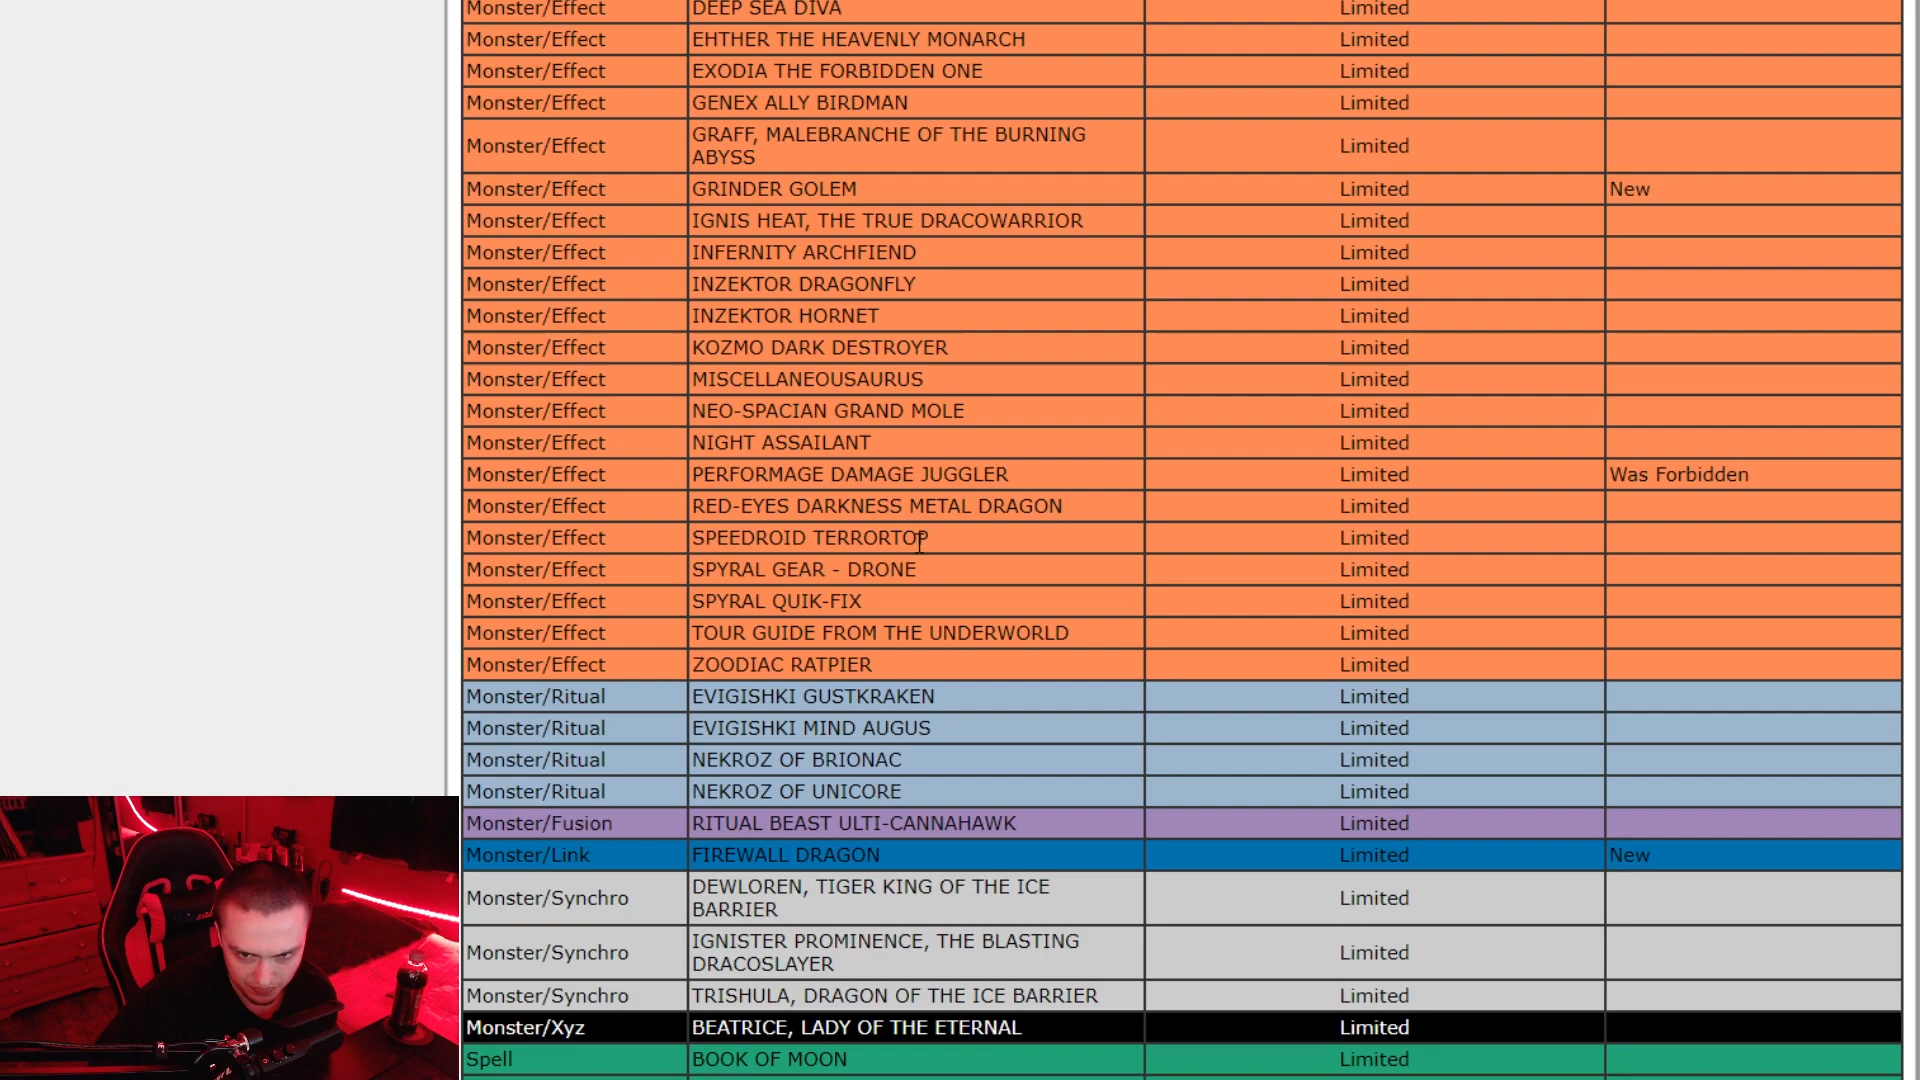 Monster/Effect DEEP SEA DIVA Limited
Monster/Effect EHTHER THE HEAVENLY MONARCH Limited
Monster/Effect EXODIA THE FORBIDDEN ONE Limited
Monster/Effect GENEX ALLY BIRDMAN Limited
Monster/Effect GRAFF, MALEBRANCHE OF THE BURNING
ABYSS Limited
Monster/Effect GRINDER GOLEM Limited New
Monster/Effect IGNIS HEAT, THE TRUE DRACOWARRIOR Limited
Monster/Effect INFERNITY ARCHFIEND Limited
Monster/Effect INZEKTOR DRAGONFLY Limited
Monster/Effect INZEKTOR HORNET Limited
Monster/Effect KOZMO DARK DESTROYER Limited
Monster/Effect MISCELLANEOUSAURUS Limited
Monster/Effect NEO-SPACIAN GRAND MOLE Limited
Monster/Effect NIGHT ASSAILANT Limited
Monster/Effect PERFORMAGE DAMAGE JUGGLER Limited Was Forbidden
Monster/Effect RED-EYES DARKNESS METAL DRAGON Limited
Monster/Effect SPEEDROID TERRORTOP Limited
Monster/Effect SPYRAL GEAR - DRONE Limited
Monster/Effect SPYRAL QUIK-FIX Limited
Monster/Effect TOUR GUIDE FROM THE UNDERWORLD Limited
Monster/Effect ZOODIAC RATPIER Limited
Monster/Ritual EVIGISHKI GUSTKRAKEN Limited
Monster/Ritual EVIGISHKI MIND AUGUS Limited
Monster/Ritual NEKROZ OF BRIONAC Limited
Monster/Ritual NEKROZ OF UNICORE Limited
Monster/Fusion RITUAL BEAST ULTI-CANNAHAWK Limited
Monster/Link FIREWALL DRAGON Limited New
Monster/Synchro DEWLOREN, TIGER KING OF THE ICE
BARRIER Limited
Monster/Synchro IGNISTER PROMINENCE, THE BLASTING
DRACOSLAYER Limited
Monster/Synchro TRISHULA, DRAGON OF THE ICE BARRIER Limited
Monster/Xyz BEATRICE, LADY OF THE ETERNAL Limited
Spell BOOK OF MOON Limited